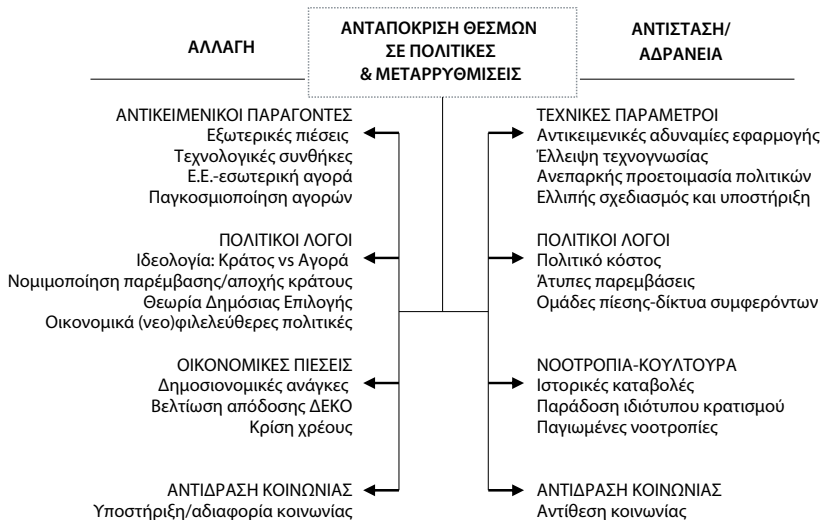 ΑΝΤΑΠΟΚΡΙΣΗ ΘΕΣΜΩΝ
ΣΕ ΠΟΛΙΤΙΚΕΣ
& ΜΕΤΑΡΡΥΘΜΙΣΕΙΣ
ΑΛΛΑΓΗ
ΑΝΤΙΚΕΙΜΕΝΙΚΟΙ ΠΑΡΑΓΟΝΤΕΣ
Εξωτερικές πιέσεις
Τεχνολογικές συνθήκες
Ε.Ε.-εσωτερική αγορά
Παγκοσμιοποίηση αγορών
ΠΟΛΙΤΙΚΟΙ ΛΟΓΟΙ
Ιδεολογία: Κράτος vs Αγορά
Νομιμοποίηση παρέμβασης/αποχής κράτους
Θεωρία Δημόσιας Επιλογής
Οικονομικά (νεο)φιλελεύθερες πολιτικές
ΟΙΚΟΝΟΜΙΚΕΣ ΠΙΕΣΕΙΣ
Δημοσιονομικές ανάγκες
Βελτίωση απόδοσης ΔΕΚΟ
Κρίση χρέους
ΑΝΤΙΔΡΑΣΗ ΚΟΙΝΩΝΙΑΣ
Υποστήριξη/αδιαφορία κοινωνίας
ΑΝΤΙΣΤΑΣΗ/
ΑΔΡΑΝΕΙΑ
ΤΕΧΝΙΚΕΣ ΠΑΡΑΜΕΤΡΟΙ
Αντικειμενικές αδυναμίες εφαρμογής
Έλλειψη τεχνογνωσίας
Ανεπαρκής προετοιμασία πολιτικών
Ελλιπής σχεδιασμός και υποστήριξη
ΠΟΛΙΤΙΚΟΙ ΛΟΓΟΙ
Πολιτικό κόστος
Άτυπες παρεμβάσεις
Ομάδες πίεσης-δίκτυα συμφερόντων
ΝΟΟΤΡΟΠΙΑ-ΚΟΥΛΤΟΥΡΑ
Ιστορικές καταβολές
Παράδοση ιδιότυπου κρατισμού
Παγιωμένες νοοτροπίες
ΑΝΤΙΔΡΑΣΗ ΚΟΙΝΩΝΙΑΣ
Αντίθεση κοινωνίας